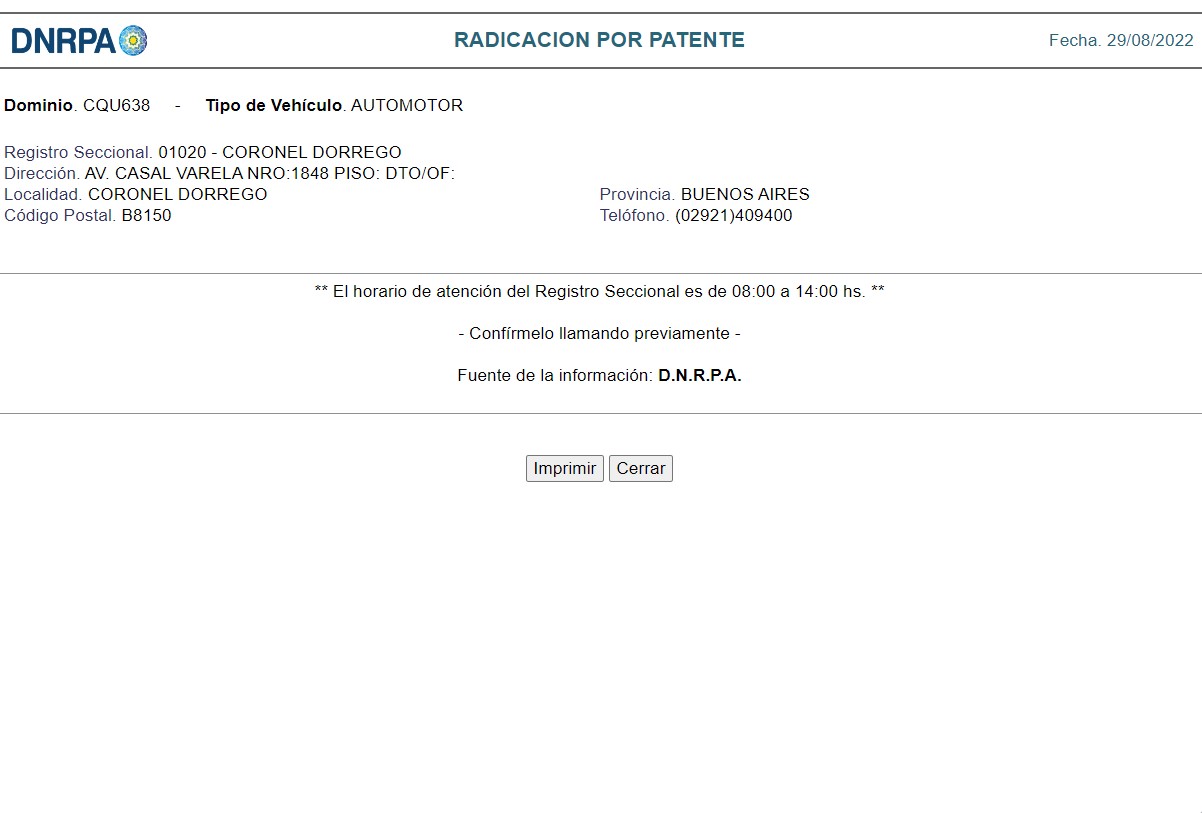 DNRPA
RADICACION POR PATENTE
Fecha. 29/08/2022
Dominio. CQU638 - Tipo de Vehículo. AUTOMOTOR
Registro Seccional. 01020 - CORONEL DORREGO
Dirección. AV. CASAL VARELA NRO:1848 PISO: DTO/OF:
Localidad. CORONEL DORREGO
Provincia. BUENOS AIRES
Código Postal. B8150
Teléfono. (02921)409400
** El horario de atención del Registro Seccional es de 08:00 a 14:00 hs. **
- Confírmelo llamando previamente -
Fuente de la información: D.N.R.P.A.
Imprimir Cerrar